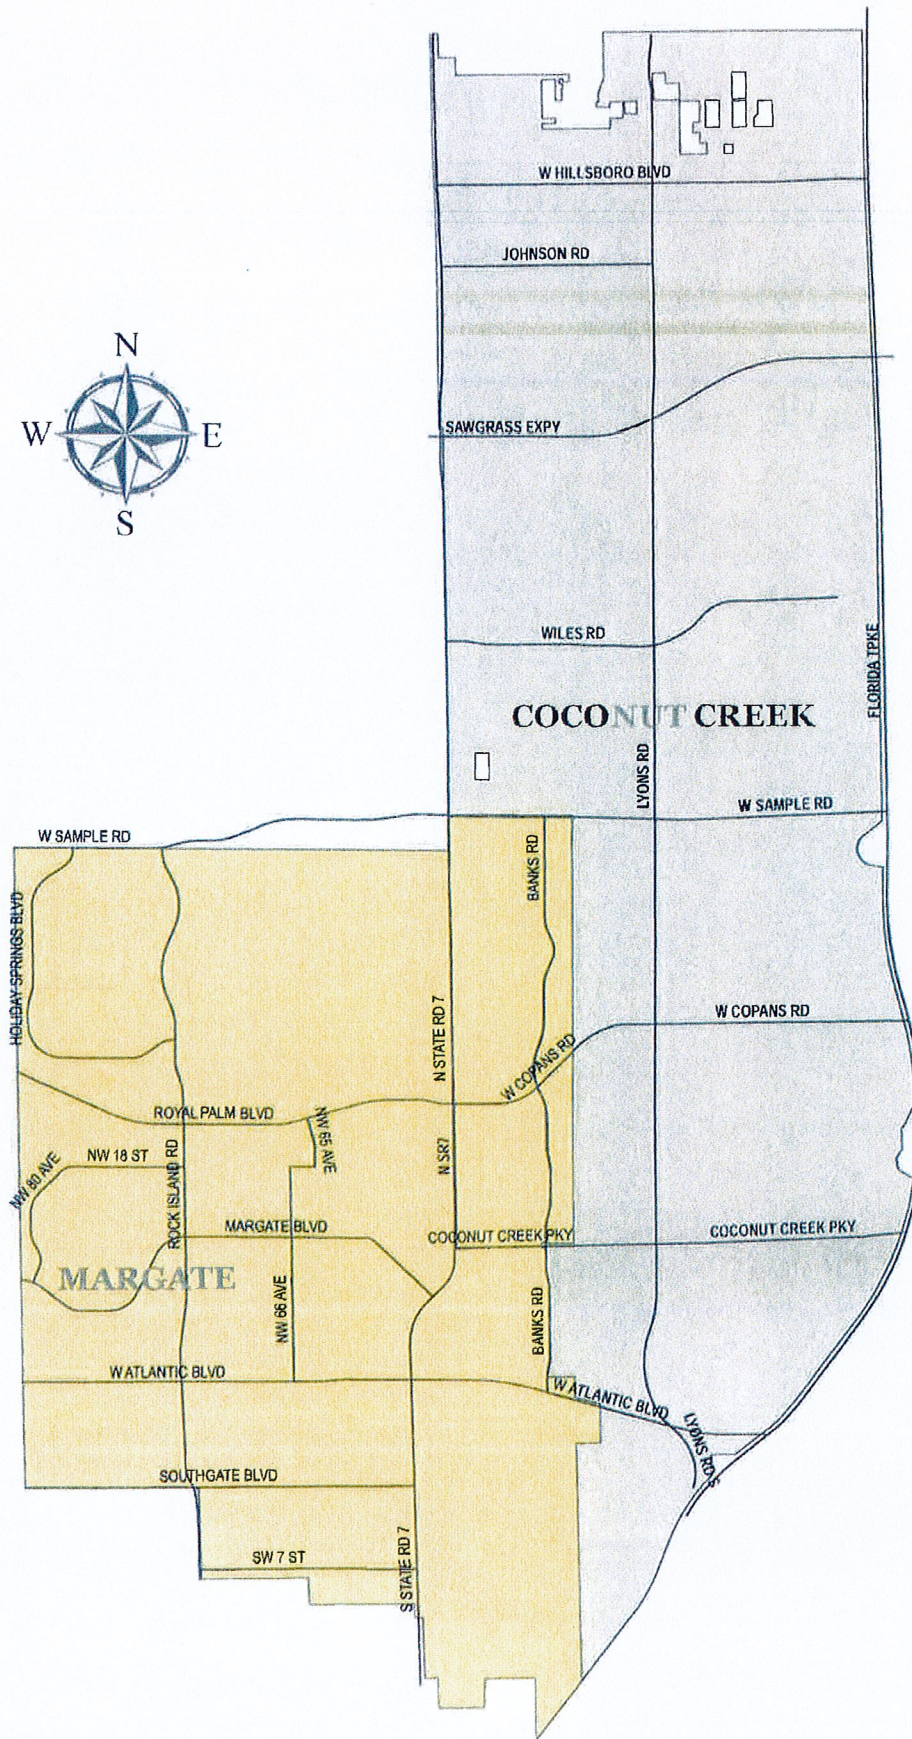 W HILLSBORO BLVD
JOHNSON RD
N
W E
S
SAWGRASS EXPY
WILES RD
FLORIDA TPKE
COCONUT CREEK
LYONS RD
W SAMPLE RD
W SAMPLE RD
BANKS RD
HOLIDAY SPRINGS BLVD
N STATE RD 7
W COPANS RD
W COPANS RD
ROYAL PALM BLVD
NW 65 AVE
N SR7
NW 18 ST
NW 80 AVE
ROCK ISLAND RD
MARGATE BLVD
COCONUT CREEK PKY
COCONUT CREEK PKY
MARGATE
NW 66 AVE
BANKS RD
W ATLANTIC BLVD
W ATLANTIC BLVD
LYONS RD S
SOUTHGATE BLVD
SW 7 ST
S STATE RD 7